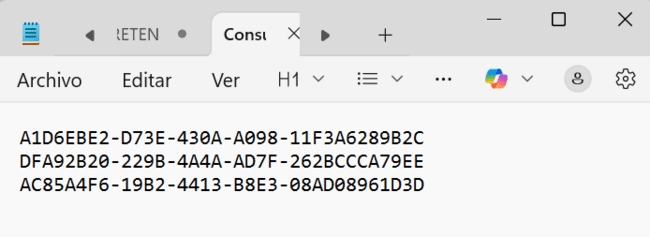 RETEN
Consu
Archivo Editar Ver H1
A1D6EBE2-D73E-430A-A098-11F3A6289B2C
DFA92B20-229B-4A4A-AD7F-262BCCCA79EE
AC85A4F6-19B2-4413-B8E3-08AD08961D3D